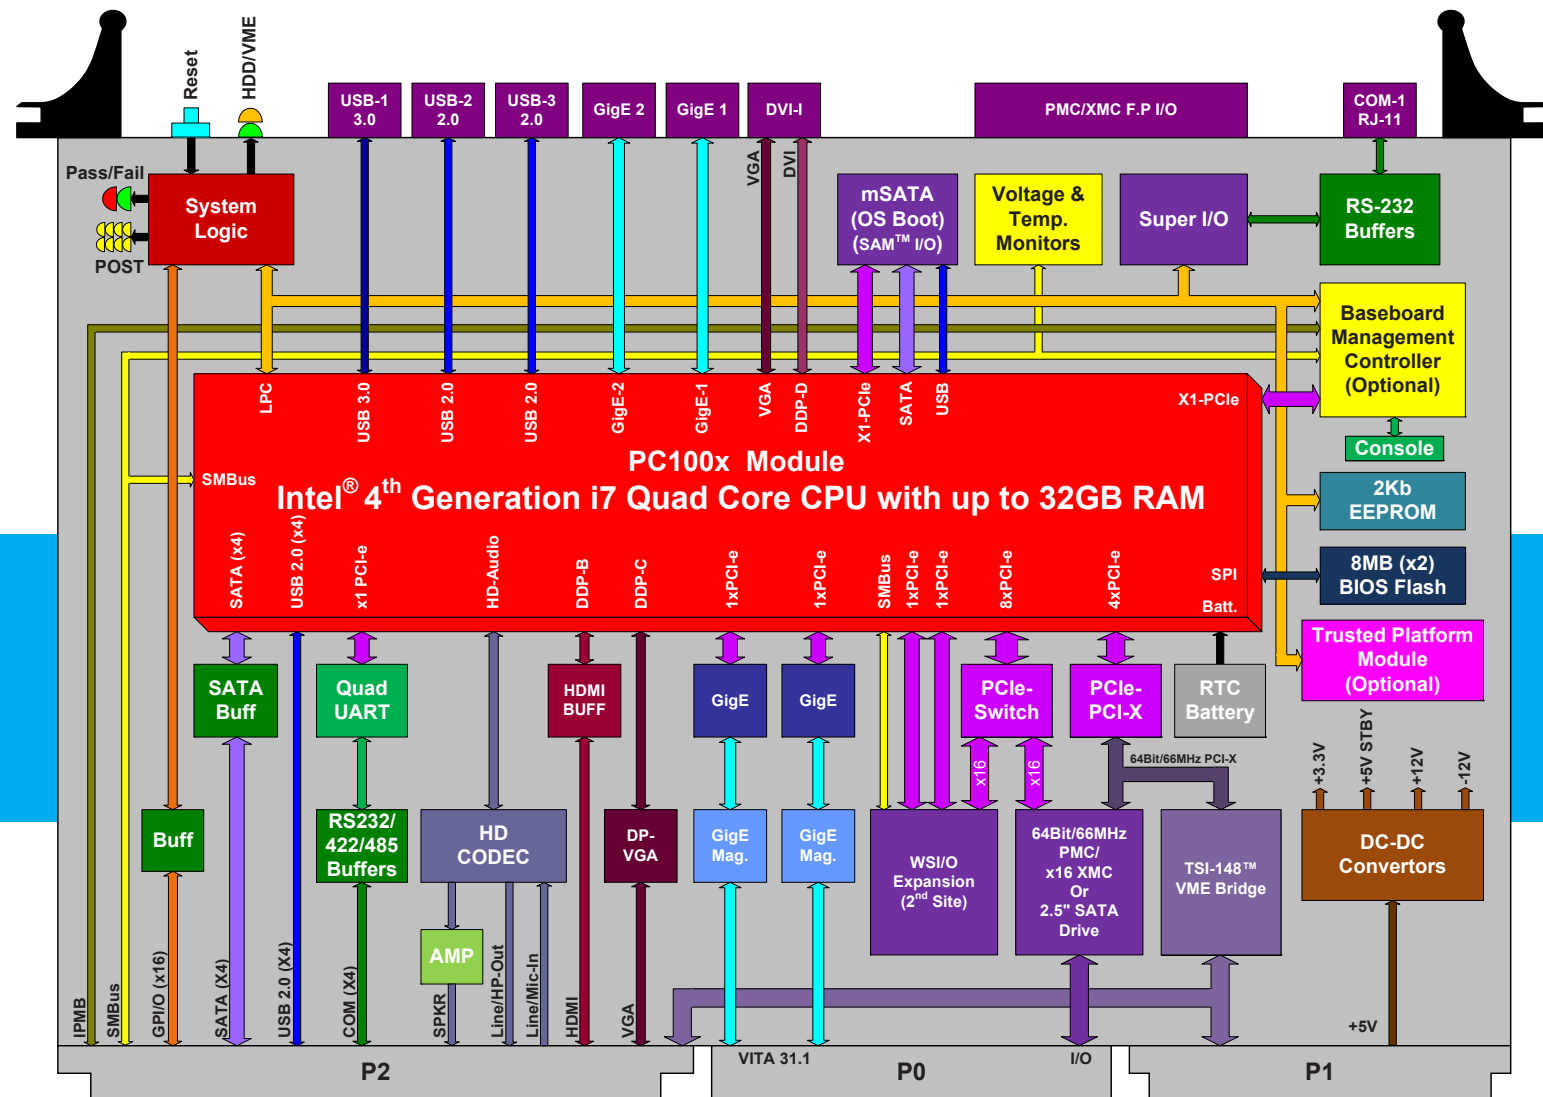 Reset
HDD/VME
USB-1
3.0
USB-2
2.0
USB-3
2.0
GigE 2
GigE 1
DVI-I
PMC/XMC F.P I/O
COM-1
RJ-11
Pass/Fail
POST
System
Logic
VGA
DVI
mSATA
(OS Boot)
(SAM™ I/O)
Voltage &
Temp.
Monitors
Super I/O
RS-232
Buffers
Baseboard
Management
Controller
(Optional)
Console
2Kb
EEPROM
8MB (x2)
BIOS Flash
Trusted Platform
Module
(Optional)
LPC
USB 3.0
USB 2.0
USB 2.0
GigE-2
GigE-1
VGA
DDP-D
X1-PCIe
SATA
USB
X1-PCIe
SMBus
PC100x Module
Intel® 4th Generation i7 Quad Core CPU with up to 32GB RAM
SATA (x4)
USB 2.0 (x4)
x1 PCI-e
HD-Audio
DDP-B
DDP-C
1xPCI-e
1xPCI-e
SMBus
1xPCI-e
1xPCI-e
8xPCI-e
4xPCI-e
SPI
Batt.
SATA
Buff
Quad
UART
HDMI
BUFF
GigE
GigE
PCIe-
Switch
PCIe-
PCI-X
RTC
Battery
x16
x16
64Bit/66MHz PCI-X
+3.3V
+5V STBY
+12V
-12V
Buff
RS232/
422/485
Buffers
HD
CODEC
DP-
VGA
GigE
Mag.
GigE
Mag.
WSI/O
Expansion
(2nd Site)
64Bit/66MHz
PMC/
x16 XMC
Or
2.5" SATA
Drive
TSI-148™
VME Bridge
DC-DC
Convertors
AMP
IPMB
SMBus
GPI/O (x16)
SATA (X4)
USB 2.0 (X4)
COM (X4)
SPKR
Line/HP-Out
Line/Mic-In
HDMI
VGA
+5V
VITA 31.1
I/O
P2
P0
P1